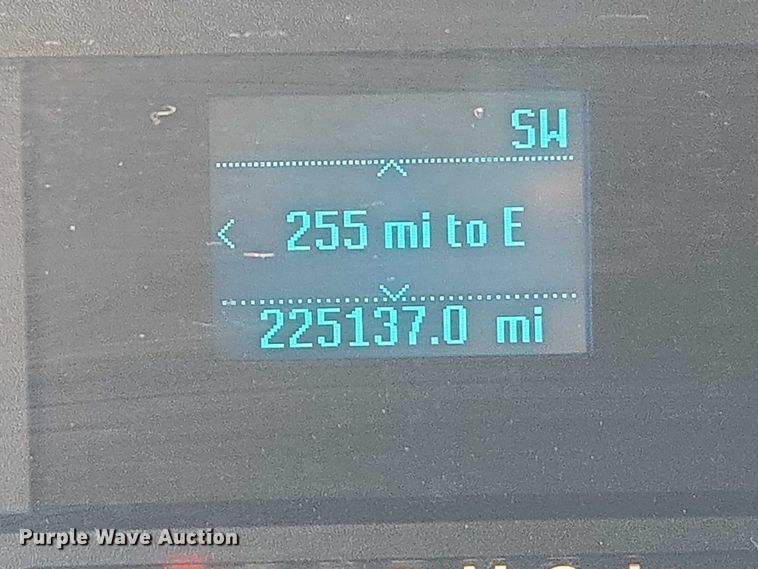 SW
255 mi to E
225137.0 mi
Purple Wave Auction